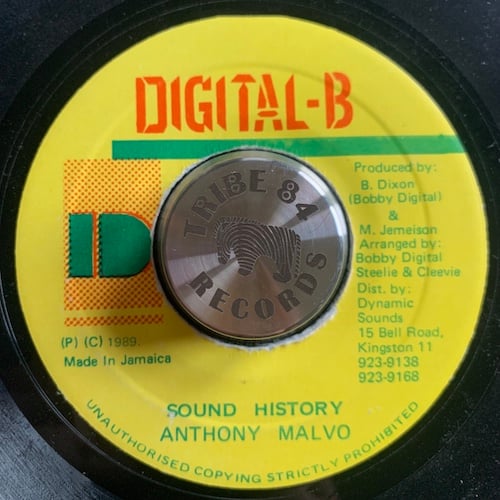 DIGITAL-B
Produced by:
B. Dixon
(Bobby Digital)
&
M. Jemeison
Arranged by:
Bobby Digital
Steelie & Cleevie
Dist. by:
Dynamic
Sounds
15 Bell Road,
Kingston 11
923-9138
923-9168
D
TRIBE 84
RECORDS
(P) (C) 1989.
Made In Jamaica
SOUND HISTORY
ANTHONY MALVO
UNAUTHORISED COPYING STRICTLY PROHIBITED